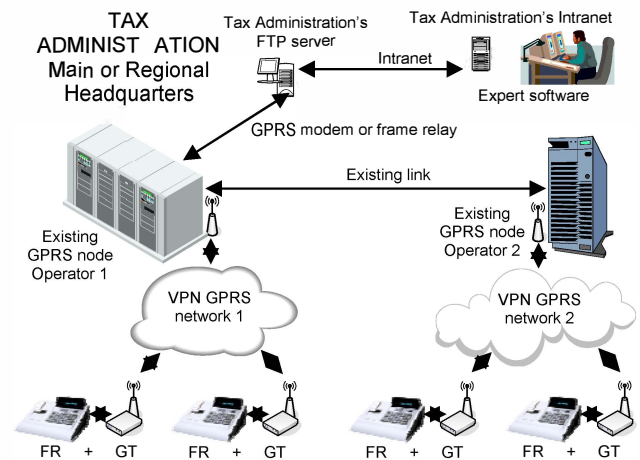 TAX
ADMINIST ATION
Main or Regional
Headquarters
Tax Administration's
FTP server
Tax Administration's Intranet
Intranet
Expert software
GPRS modem or frame relay
Existing link
Existing
GPRS node
Operator 1
Existing
GPRS node
Operator 2
VPN GPRS
network 1
VPN GPRS
network 2
FR + GT
FR + GT
FR + GT
FR + GT